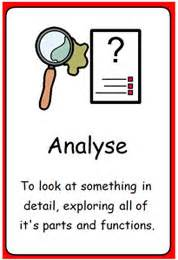 ?
Analyse
To look at something in
detail, exploring all of
it's parts and functions.